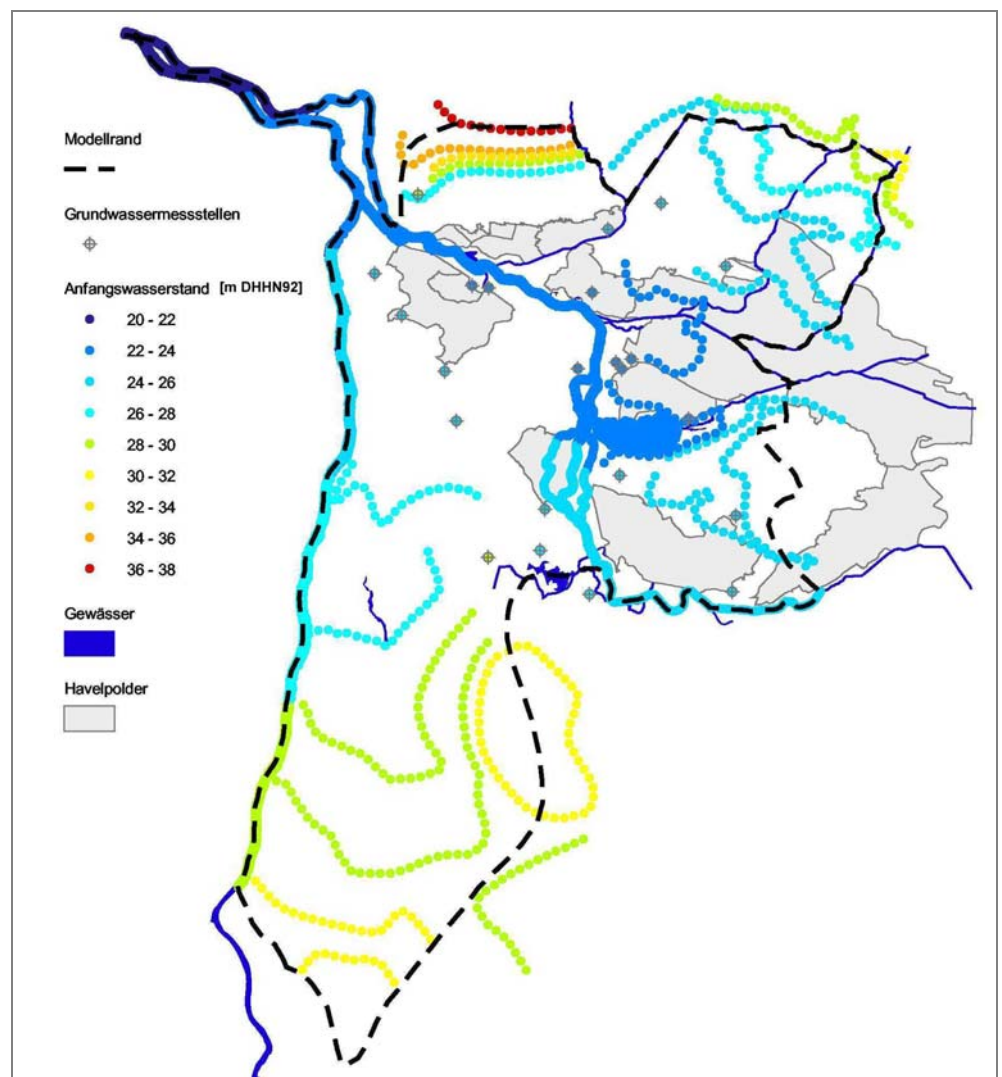 Modellrand
Grundwassermessstellen
Anfangswasserstand [m DHHN92]
20 - 22
22 - 24
24 - 26
26 - 28
28 - 30
30 - 32
32 - 34
34 - 36
36 - 38
Gewässer
Havelpolder